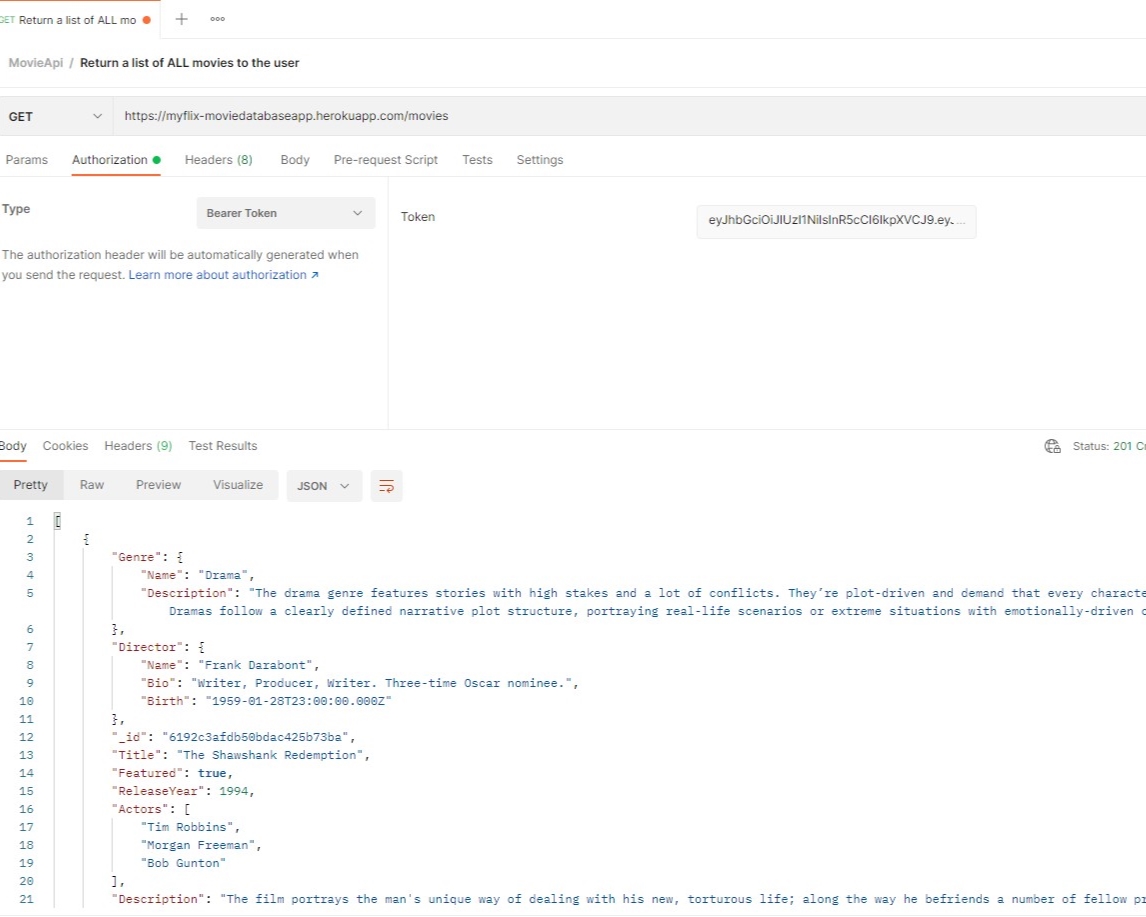 GET Return a list of ALL mo
MovieApi / Return a list of ALL movies to the user
GET https://myflix-moviedatabaseapp.herokuapp.com/movies
Params Authorization Headers (8) Body Pre-request Script Tests Settings
Type Bearer Token
Token eyJhbGciOiJIUzI1NiIsInR5cCI6IkpXVCJ9.ey...
The authorization header will be automatically generated when
you send the request. Learn more about authorization ↗
Body Cookies Headers (9) Test Results Status: 201
Pretty Raw Preview Visualize JSON
1 [
2 {
3 "Genre": {
4 "Name": "Drama",
5 "Description": "The drama genre features stories with high stakes and a lot of conflicts. They’re plot-driven and demand that every characte
Dramas follow a clearly defined narrative plot structure, portraying real-life scenarios or extreme situations with emotionally-driven c
6 },
7 "Director": {
8 "Name": "Frank Darabont",
9 "Bio": "Writer, Producer, Writer. Three-time Oscar nominee.",
10 "Birth": "1959-01-28T23:00:00.000Z"
11 },
12 "_id": "6192c3afdb50bdac425b73ba",
13 "Title": "The Shawshank Redemption",
14 "Featured": true,
15 "ReleaseYear": 1994,
16 "Actors": [
17 "Tim Robbins",
18 "Morgan Freeman",
19 "Bob Gunton"
20 ],
21 "Description": "The film portrays the man's unique way of dealing with his new, torturous life; along the way he befriends a number of fellow pr